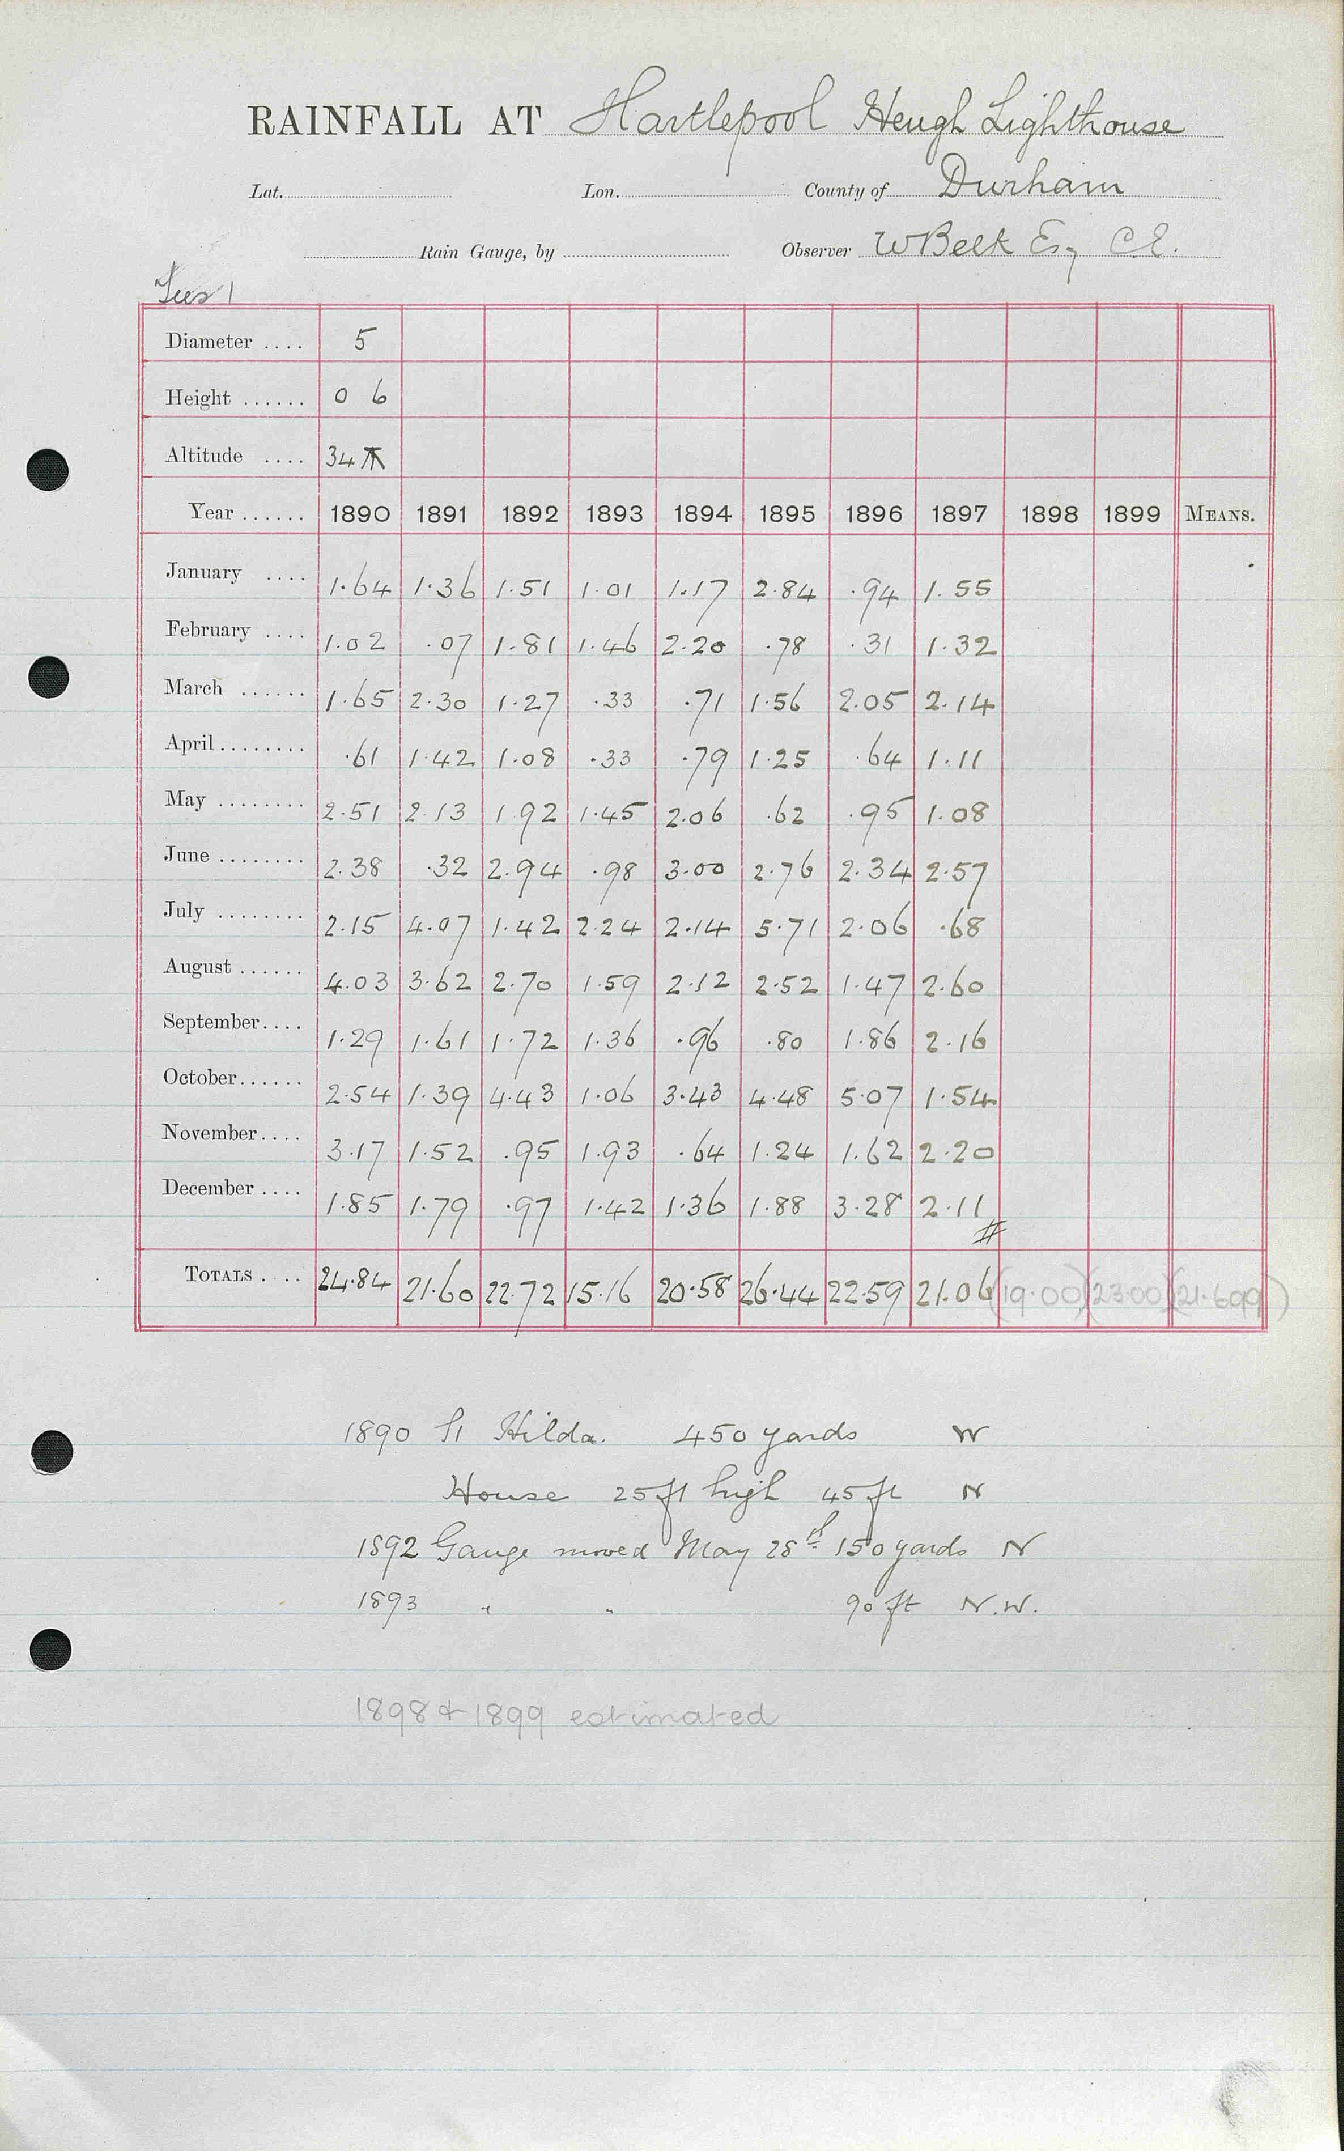 RAINFALL AT Hartlepool Heugh Lighthouse
Lat. Lon. County of Durham
Rain Gauge, by Observer W Belk Esq C.E.
Tees 1
Diameter .... 5
Height ...... 0 6
Altitude .... 34
Year ...... 1890 1891 1892 1893 1894 1895 1896 1897 1898 1899 MEANS.
January .... 1.64 1.36 1.51 1.01 1.17 2.84 .94 1.55
February .... 1.02 .07 1.81 1.46 2.20 .78 .31 1.32
March ...... 1.65 2.30 1.27 .33 .71 1.56 2.05 2.14
April ........ .61 1.42 1.08 .33 .79 1.25 .64 1.11
May ........ 2.51 2.13 1.92 1.45 2.06 .62 .95 1.08
June ........ 2.38 .32 2.94 .98 3.00 2.76 2.34 2.57
July ........ 2.15 4.07 1.42 2.24 2.14 5.71 2.06 .68
August ...... 4.03 3.62 2.70 1.59 2.12 2.52 1.47 2.60
September.... 1.29 1.61 1.72 1.36 .96 .80 1.86 2.16
October...... 2.54 1.39 4.43 1.06 3.43 4.48 5.07 1.54
November.... 3.17 1.52 .95 1.93 .64 1.24 1.62 2.20
December .... 1.85 1.79 .97 1.42 1.36 1.88 3.28 2.11
#
TOTALS .... 24.84 21.60 22.72 15.16 20.58 26.44 22.59 21.06 (19.00) (23.00) (21.699)
1890 St Hilda. 450 yards W
House 25 ft high 45 ft N
1892 Gauge moved May 28th 150 yards N
1893 " " 90 ft N.W.
1898 & 1899 estimated